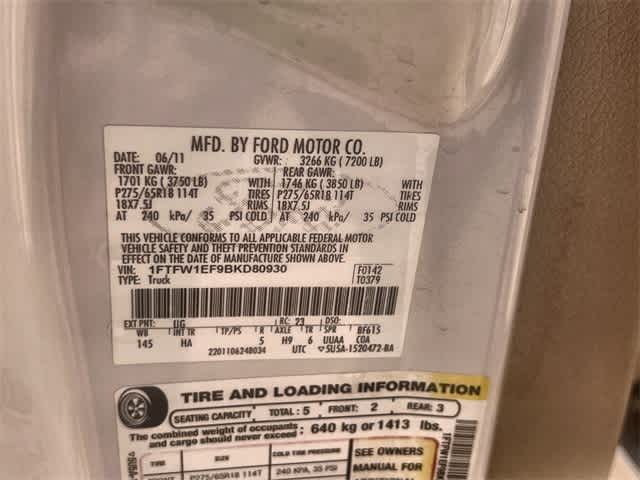 MFD. BY FORD MOTOR CO.
DATE: 06/11 GVWR: 3266 KG ( 7200 LB)
FRONT GAWR: REAR GAWR:
1701 KG ( 3750 LB) WITH 1746 KG ( 3850 LB) WITH
P275/65R18 114T TIRES P275/65R18 114T TIRES
18X7.5J RIMS 18X7.5J RIMS
AT 240 kPa/ 35 PSI COLD AT 240 kPa/ 35 PSI COLD
THIS VEHICLE CONFORMS TO ALL APPLICABLE FEDERAL MOTOR
VEHICLE SAFETY AND THEFT PREVENTION STANDARDS IN
EFFECT ON THE DATE OF MANUFACTURE SHOWN ABOVE.
VIN: 1FTFW1EF9BKD80930 F0142
TYPE: Truck T0379
EXT PNT: UG RC: 23 DSO:
WB INT TR TP/PS R AXLE TR SPR BF615
145 HA 5 H9 6 UUAA COA
2201106248034 UTC 5U5A-1520472-BA
TIRE AND LOADING INFORMATION
SEATING CAPACITY TOTAL : 5 FRONT: 2 REAR: 3
The combined weight of occupants and cargo should never exceed : 640 kg or 1413 lbs.
TIRE SIZE COLD TIRE PRESSURE SEE OWNERS
FRONT P275/65R18 114T 240 KPA, 35 PSI MANUAL FOR
ADDITIONAL